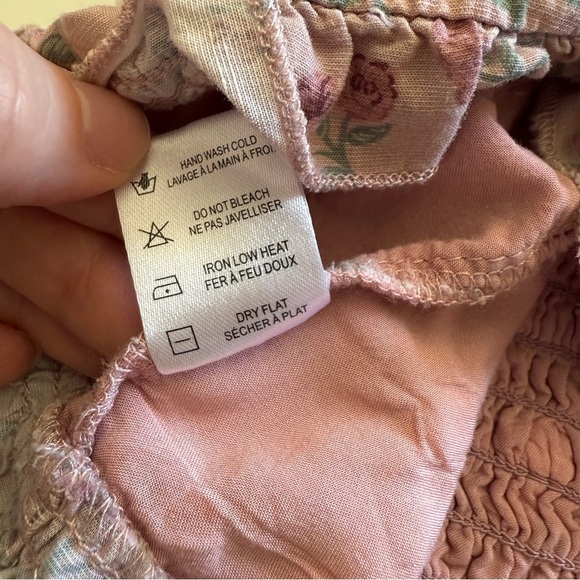 HAND WASH COLD
LAVAGE À LA MAIN À FROI
DO NOT BLEACH
NE PAS JAVELLISER
IRON LOW HEAT
FER À FEU DOUX
DRY FLAT
SÉCHER À PLAT